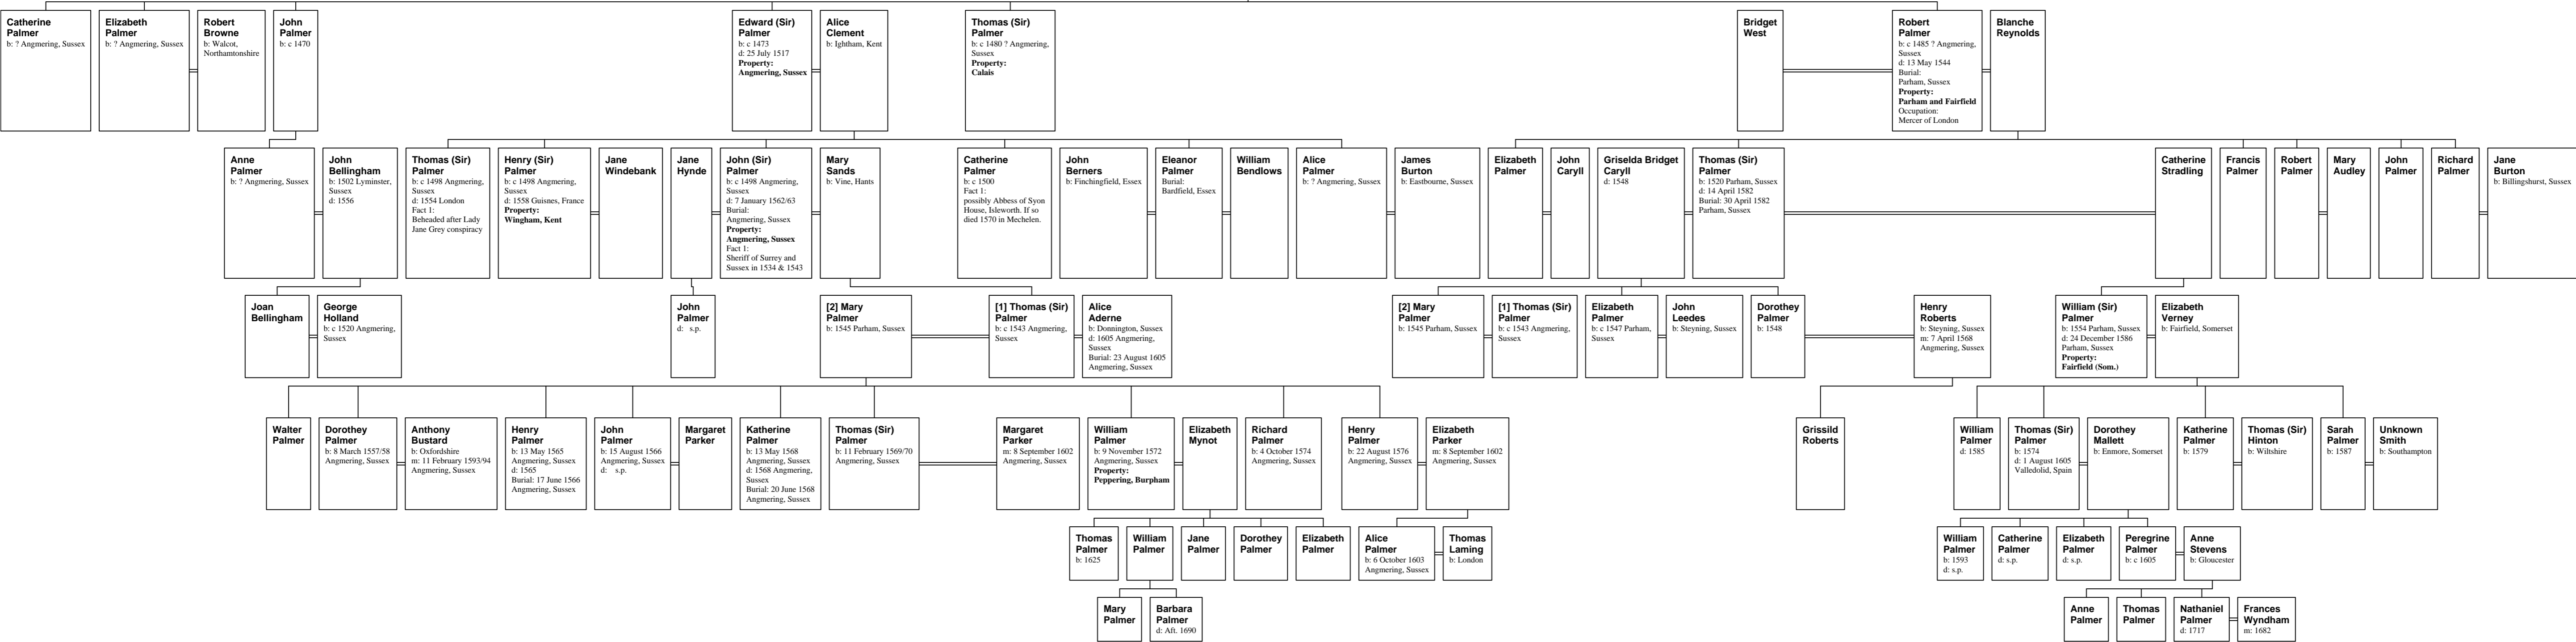 Catherine
Palmer
b: ? Angmering, Sussex
Elizabeth
Palmer
b: ? Angmering, Sussex
Robert
Browne
b: Walcot,
Northamtonshire
John
Palmer
b: c 1470
Edward (Sir)
Palmer
b: c 1473
d: 25 July 1517
Property:
Angmering, Sussex
Alice
Clement
b: Ightham, Kent
Thomas (Sir)
Palmer
b: c 1480 ? Angmering,
Sussex
Property:
Calais
Bridget
West
Robert
Palmer
b: c 1485 ? Angmering,
Sussex
d: 13 May 1544
Burial:
Parham, Sussex
Property:
Parham and Fairfield
Occupation:
Mercer of London
Blanche
Reynolds
Anne
Palmer
b: ? Angmering, Sussex
John
Bellingham
b: 1502 Lyminster,
Sussex
d: 1556
Thomas (Sir)
Palmer
b: c 1498 Angmering,
Sussex
d: 1554 London
Fact 1:
Beheaded after Lady
Jane Grey conspiracy
Henry (Sir)
Palmer
b: c 1498 Angmering,
Sussex
d: 1558 Guisnes, France
Property:
Wingham, Kent
Jane
Windebank
Jane
Hynde
John (Sir)
Palmer
b: c 1498 Angmering,
Sussex
d: 7 January 1562/63
Burial:
Angmering, Sussex
Property:
Angmering, Sussex
Fact 1:
Sheriff of Surrey and
Sussex in 1534 & 1543
Mary
Sands
b: Vine, Hants
Catherine
Palmer
b: c 1500
Fact 1:
possibly Abbess of Syon
House, Isleworth. If so
died 1570 in Mechelen.
John
Berners
b: Finchingfield, Essex
Eleanor
Palmer
Burial:
Bardfield, Essex
William
Bendlows
Alice
Palmer
b: ? Angmering, Sussex
James
Burton
b: Eastbourne, Sussex
Elizabeth
Palmer
John
Caryll
Griselda Bridget
Caryll
d: 1548
Thomas (Sir)
Palmer
b: 1520 Parham, Sussex
d: 14 April 1582
Burial: 30 April 1582
Parham, Sussex
Catherine
Stradling
Francis
Palmer
Robert
Palmer
Mary
Audley
John
Palmer
Richard
Palmer
Jane
Burton
b: Billingshurst, Sussex
Joan
Bellingham
George
Holland
b: c 1520 Angmering,
Sussex
John
Palmer
d: s.p.
[2] Mary
Palmer
b: 1545 Parham, Sussex
[1] Thomas (Sir)
Palmer
b: c 1543 Angmering,
Sussex
Alice
Aderne
b: Donnington, Sussex
d: 1605 Angmering,
Sussex
Burial: 23 August 1605
Angmering, Sussex
[2] Mary
Palmer
b: 1545 Parham, Sussex
[1] Thomas (Sir)
Palmer
b: c 1543 Angmering,
Sussex
Elizabeth
Palmer
b: c 1547 Parham,
Sussex
John
Leedes
b: Steyning, Sussex
Dorothey
Palmer
b: 1548
Henry
Roberts
b: Steyning, Sussex
m: 7 April 1568
Angmering, Sussex
William (Sir)
Palmer
b: 1554 Parham, Sussex
d: 24 December 1586
Parham, Sussex
Property:
Fairfield (Som.)
Elizabeth
Verney
b: Fairfield, Somerset
Walter
Palmer
Dorothey
Palmer
b: 8 March 1557/58
Angmering, Sussex
Anthony
Bustard
b: Oxfordshire
m: 11 February 1593/94
Angmering, Sussex
Henry
Palmer
b: 13 May 1565
Angmering, Sussex
d: 1565
Burial: 17 June 1566
Angmering, Sussex
John
Palmer
b: 15 August 1566
Angmering, Sussex
d: s.p.
Margaret
Parker
Katherine
Palmer
b: 13 May 1568
Angmering, Sussex
d: 1568 Angmering,
Sussex
Burial: 20 June 1568
Angmering, Sussex
Thomas (Sir)
Palmer
b: 11 February 1569/70
Angmering, Sussex
Margaret
Parker
m: 8 September 1602
Angmering, Sussex
William
Palmer
b: 9 November 1572
Angmering, Sussex
Property:
Peppering, Burpham
Elizabeth
Mynot
Richard
Palmer
b: 4 October 1574
Angmering, Sussex
Henry
Palmer
b: 22 August 1576
Angmering, Sussex
Elizabeth
Parker
m: 8 September 1602
Angmering, Sussex
Grissild
Roberts
William
Palmer
d: 1585
Thomas (Sir)
Palmer
b: 1574
d: 1 August 1605
Valledolid, Spain
Dorothey
Mallett
b: Enmore, Somerset
Katherine
Palmer
b: 1579
Thomas (Sir)
Hinton
b: Wiltshire
Sarah
Palmer
b: 1587
Unknown
Smith
b: Southampton
Thomas
Palmer
b: 1625
William
Palmer
Jane
Palmer
Dorothey
Palmer
Elizabeth
Palmer
Alice
Palmer
b: 6 October 1603
Angmering, Sussex
Thomas
Laming
b: London
William
Palmer
b: 1593
d: s.p.
Catherine
Palmer
d: s.p.
Elizabeth
Palmer
d: s.p.
Peregrine
Palmer
b: c 1605
Anne
Stevens
b: Gloucester
Mary
Palmer
Barbara
Palmer
d: Aft. 1690
Anne
Palmer
Thomas
Palmer
Nathaniel
Palmer
d: 1717
Frances
Wyndham
m: 1682